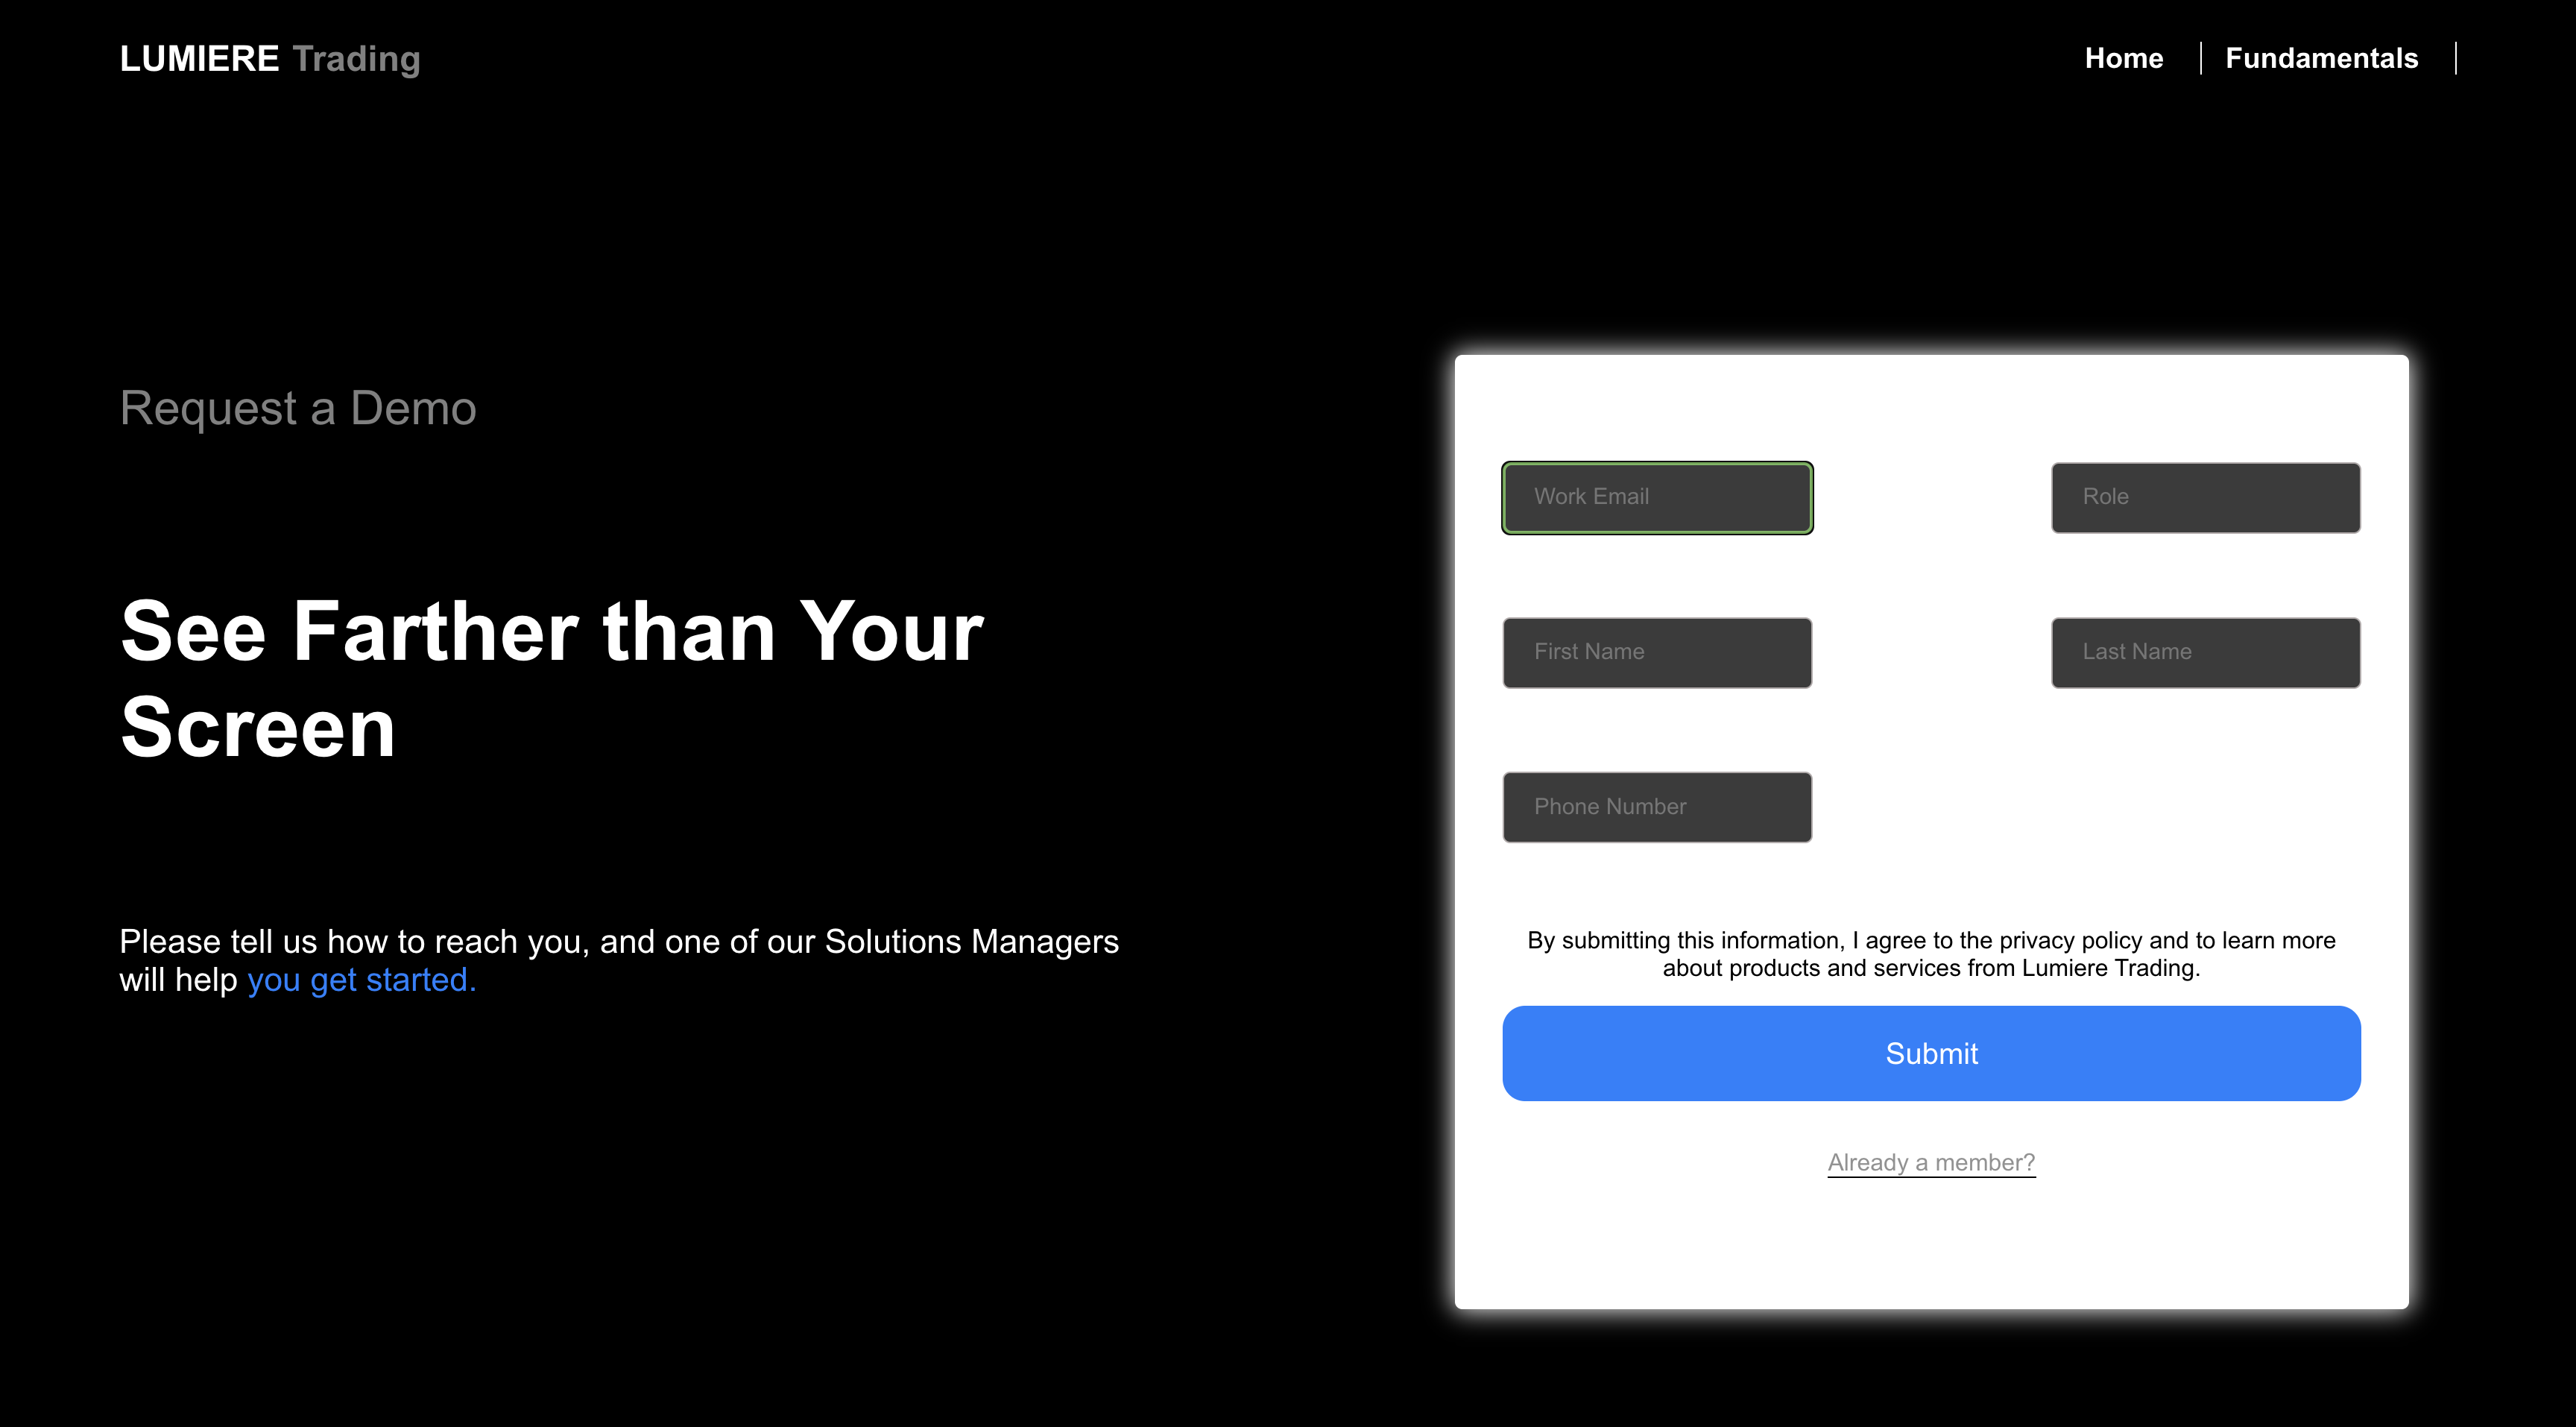 LUMIERE Trading
Home
Fundamentals
Request a Demo
See Farther than Your
Screen
Please tell us how to reach you, and one of our Solutions Managers
will help you get started.
Work Email
Role
First Name
Last Name
Phone Number
By submitting this information, I agree to the privacy policy and to learn more
about products and services from Lumiere Trading.
Submit
Already a member?